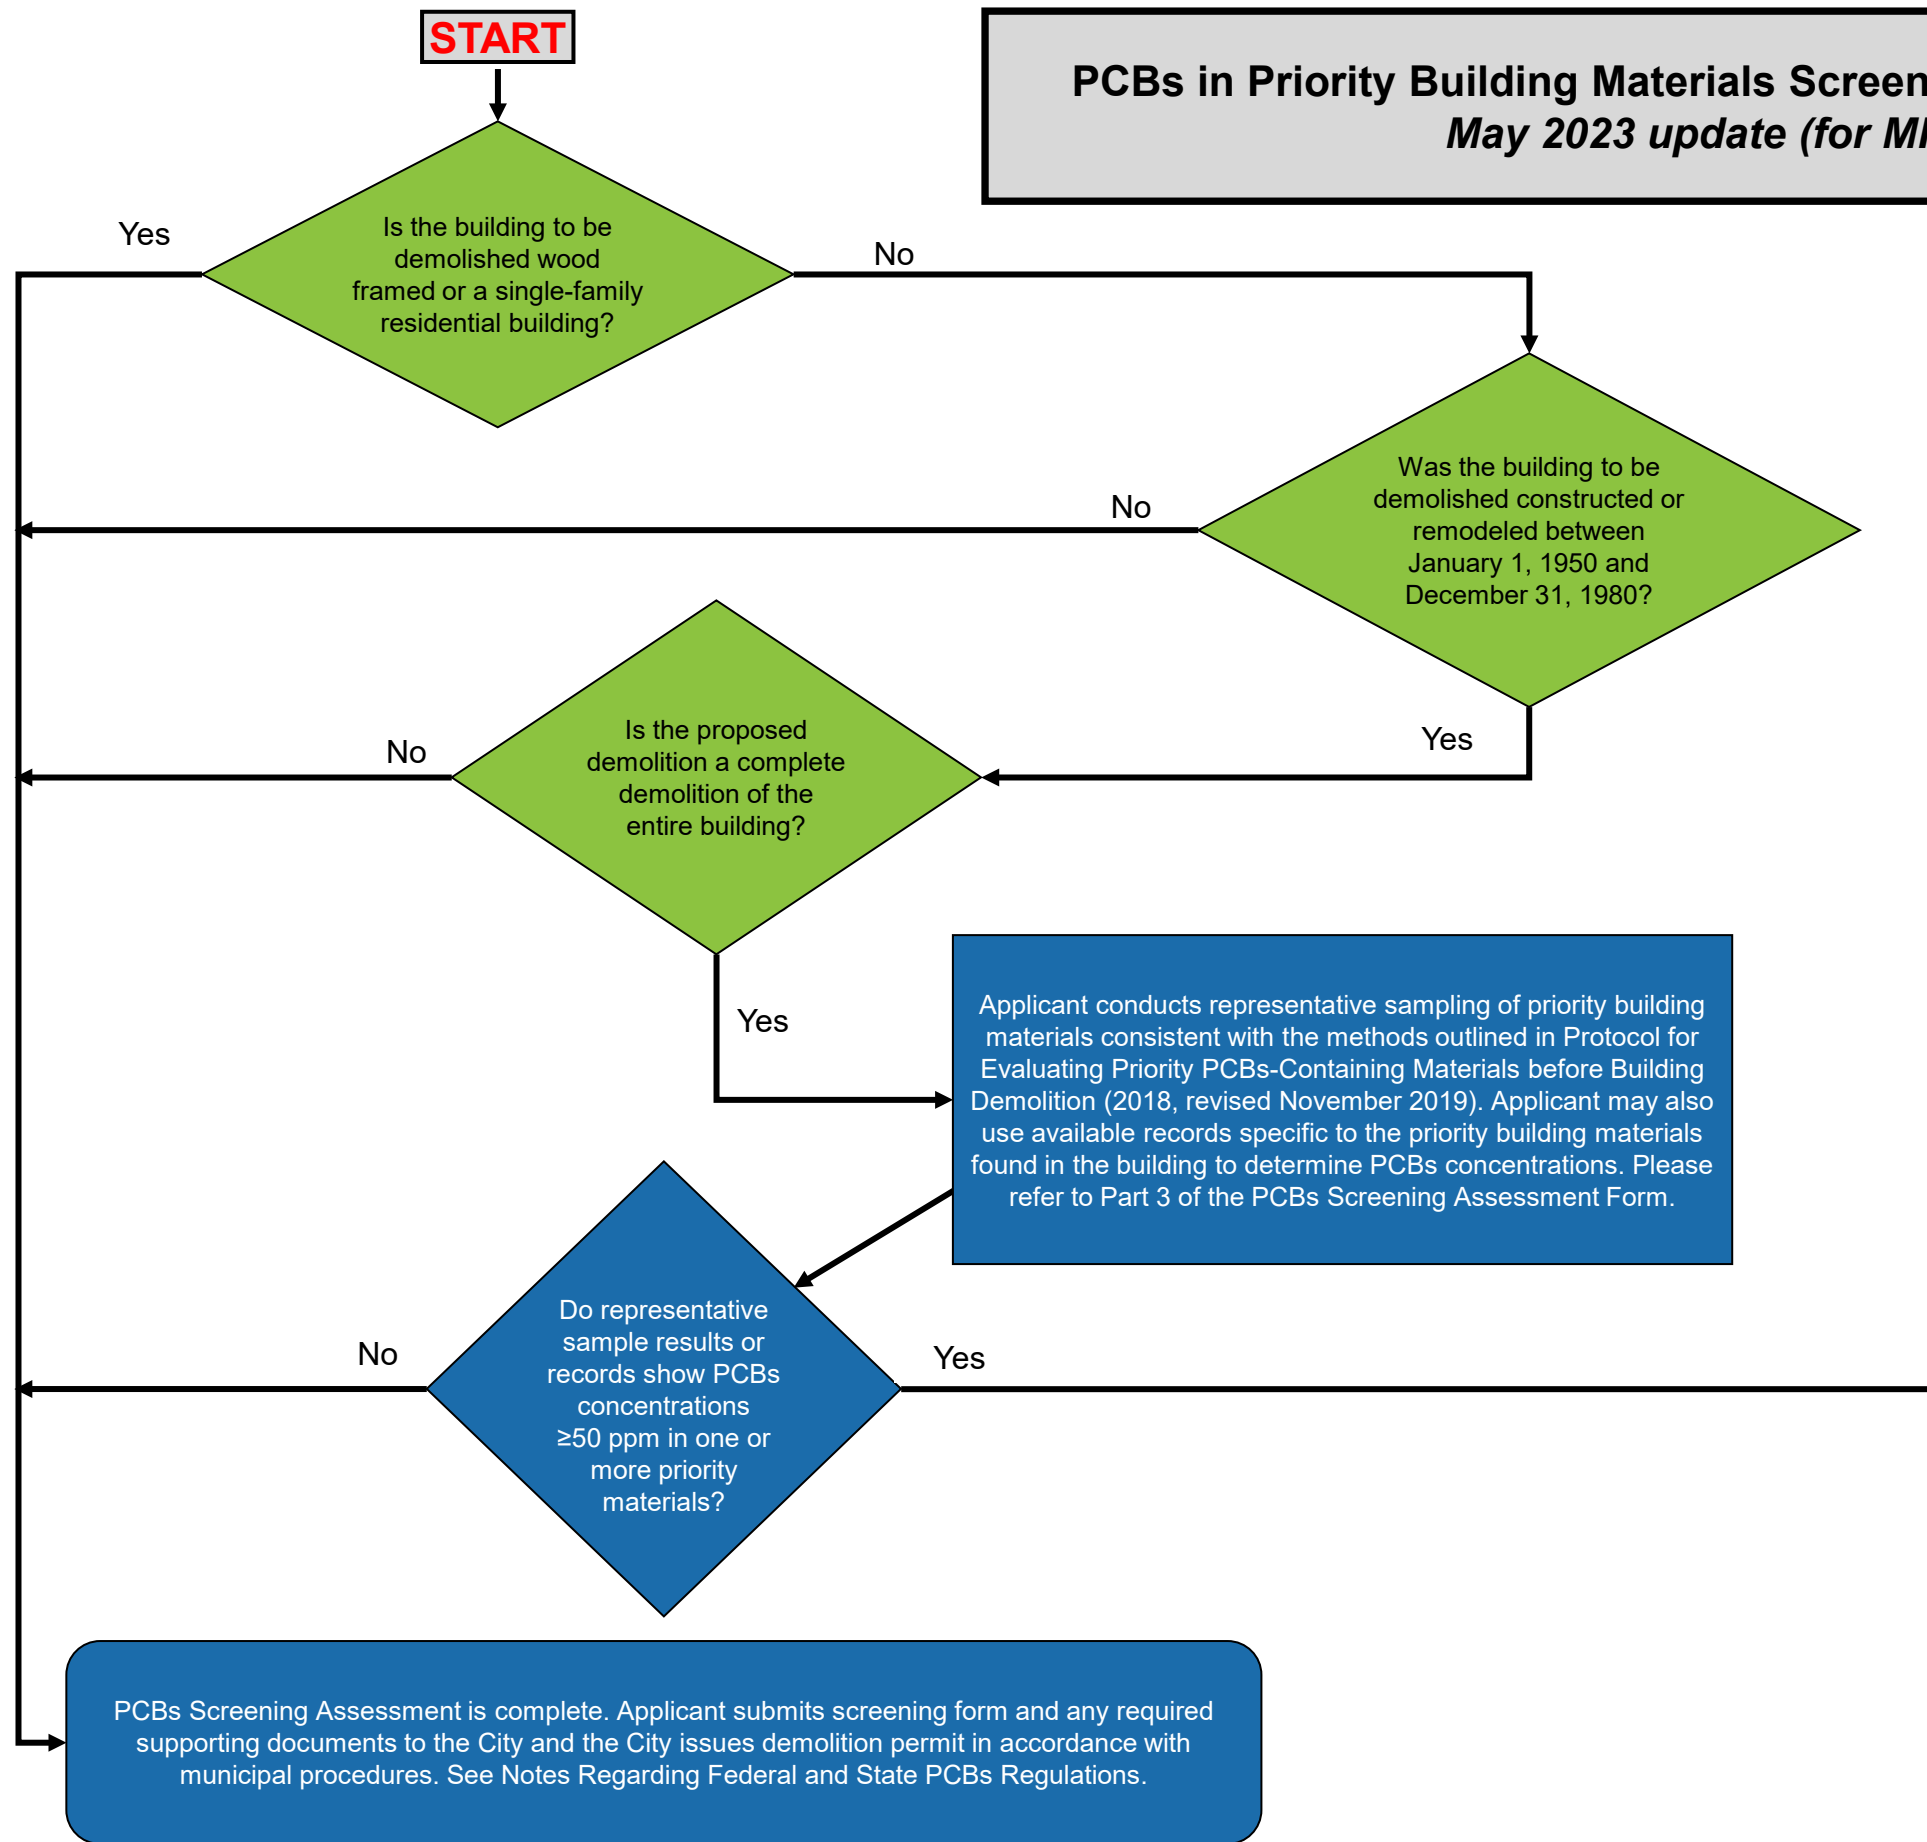 START
PCBs in Priority Building Materials Screen
May 2023 update (for
Yes
Is the building to be
demolished wood
framed or a single-family
residential building?
No
Was the building to be
demolished constructed or
remodeled between
January 1, 1950 and
December 31, 1980?
No
Yes
Is the proposed
demolition a complete
demolition of the
entire building?
No
Yes
Applicant conducts representative sampling of priority building
materials consistent with the methods outlined in Protocol for
Evaluating Priority PCBs-Containing Materials before Building
Demolition (2018, revised November 2019). Applicant may also
use available records specific to the priority building materials
found in the building to determine PCBs concentrations. Please
refer to Part 3 of the PCBs Screening Assessment Form.
Do representative
sample results or
records show PCBs
concentrations
≥50 ppm in one or
more priority
materials?
No
Yes
PCBs Screening Assessment is complete. Applicant submits screening form and any required
supporting documents to the City and the City issues demolition permit in accordance with
municipal procedures. See Notes Regarding Federal and State PCBs Regulations.